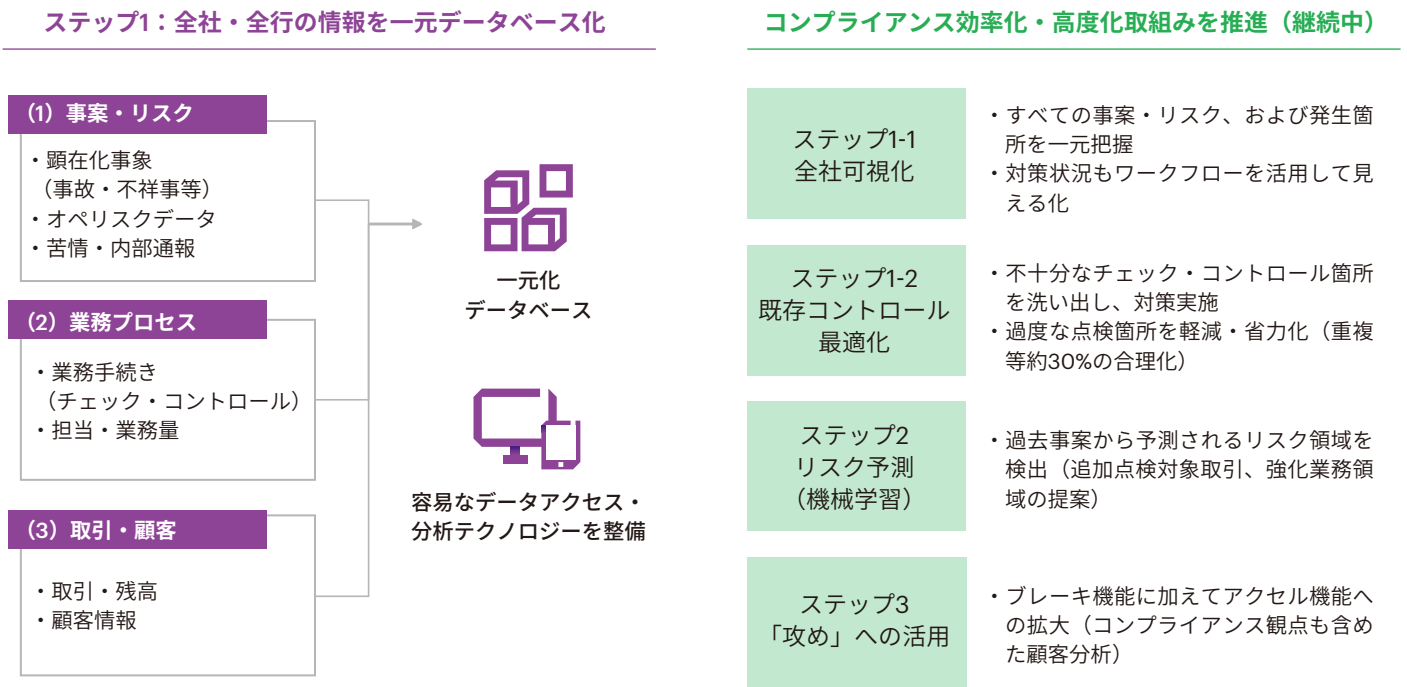 ステップ1：全社・全行の情報を一元データベース化
（1）事案・リスク
・顕在化事象
（事故・不祥事等）
・オペリスクデータ
・苦情・内部通報
（2）業務プロセス
・業務手続き
（チェック・コントロール）
・担当・業務量
（3）取引・顧客
・取引・残高
・顧客情報
一元化
データベース
容易なデータアクセス・
分析テクノロジーを整備
コンプライアンス効率化・高度化取組みを推進（継続中）
ステップ1-1
全社可視化
・すべての事案・リスク、および発生箇
所を一元把握
・対策状況もワークフローを活用して見
える化
ステップ1-2
既存コントロール
最適化
・不十分なチェック・コントロール箇所
を洗い出し、対策実施
・過度な点検箇所を軽減・省力化（重複
等約30%の合理化）
ステップ2
リスク予測
（機械学習）
・過去事案から予測されるリスク領域を
検出（追加点検対象取引、強化業務領
域の提案）
ステップ3
「攻め」への活用
・ブレーキ機能に加えてアクセル機能へ
の拡大（コンプライアンス観点も含め
た顧客分析）